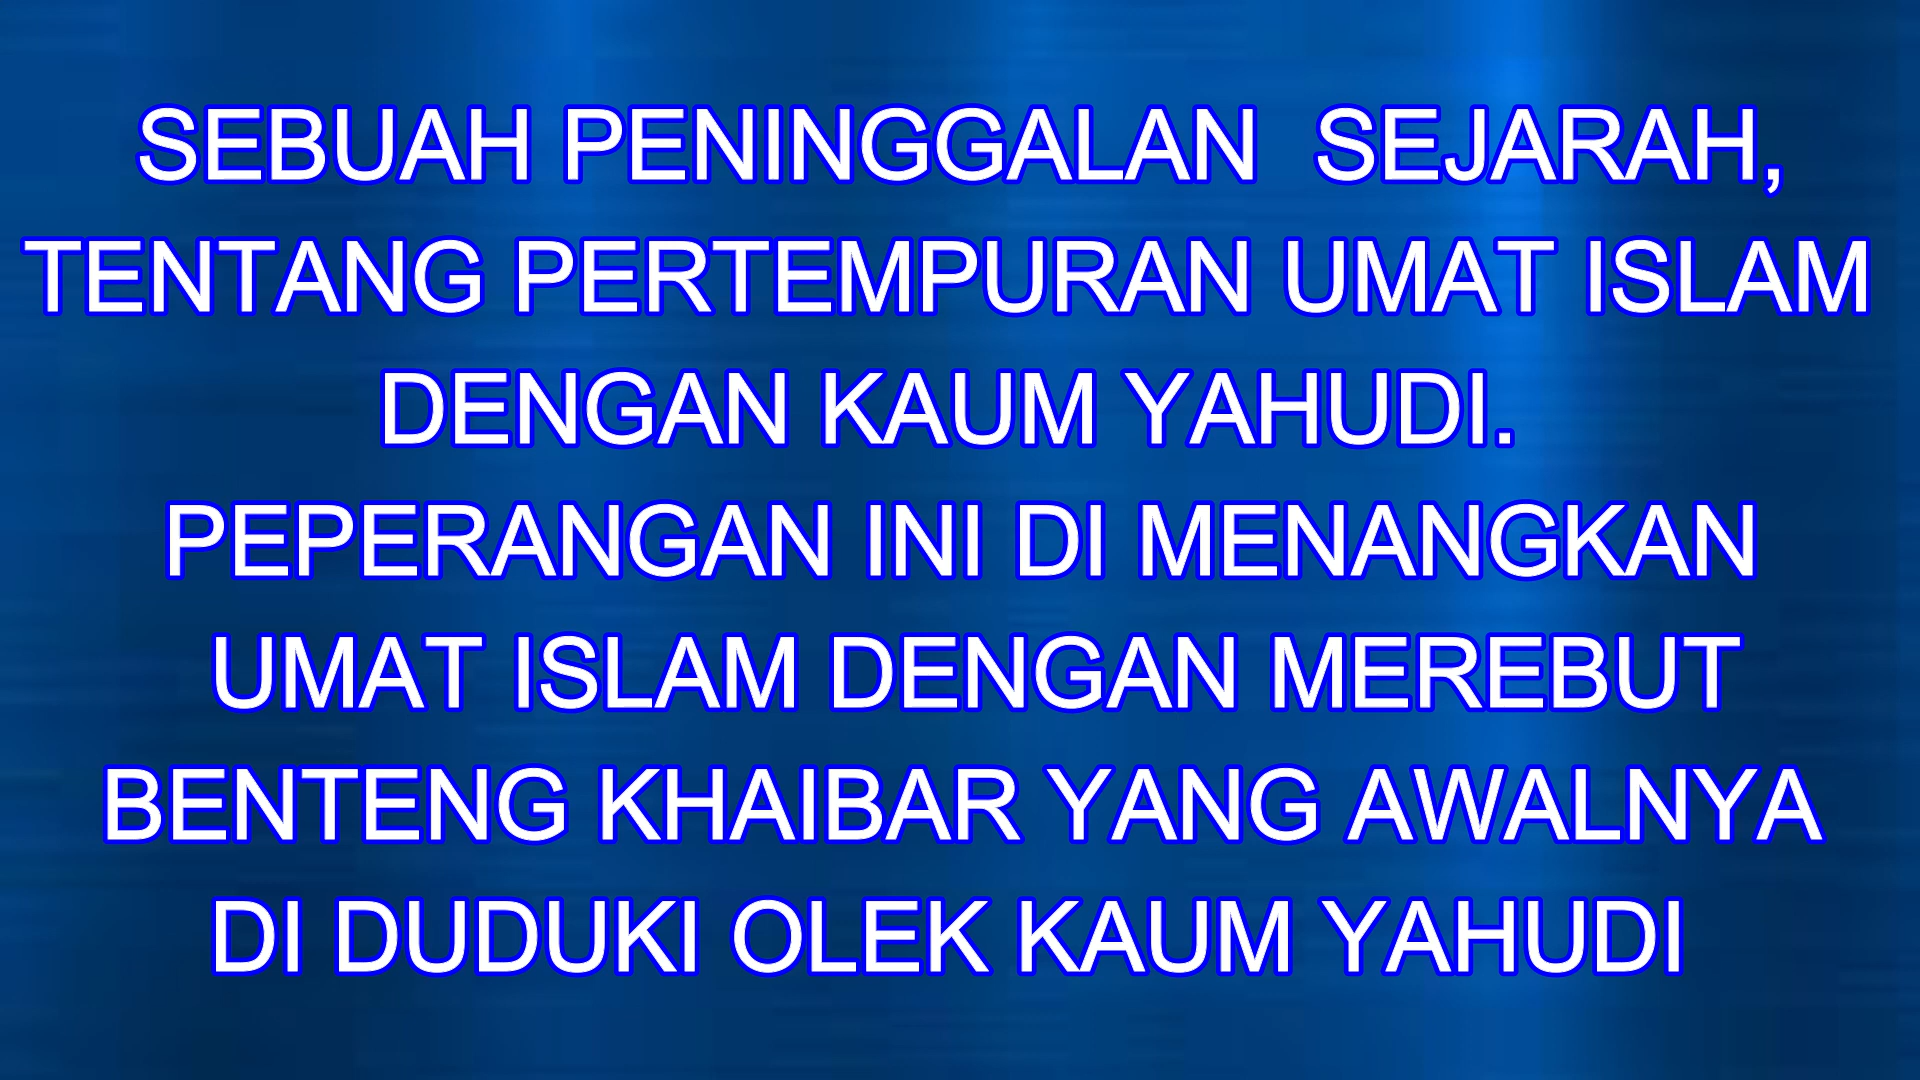 SEBUAH PENINGGALAN  SEJARAH,
TENTANG PERTEMPURAN UMAT ISLAM
DENGAN KAUM YAHUDI.
PEPERANGAN INI DI MENANGKAN
UMAT ISLAM DENGAN MEREBUT
BENTENG KHAIBAR YANG AWALNYA
DI DUDUKI OLEK KAUM YAHUDI